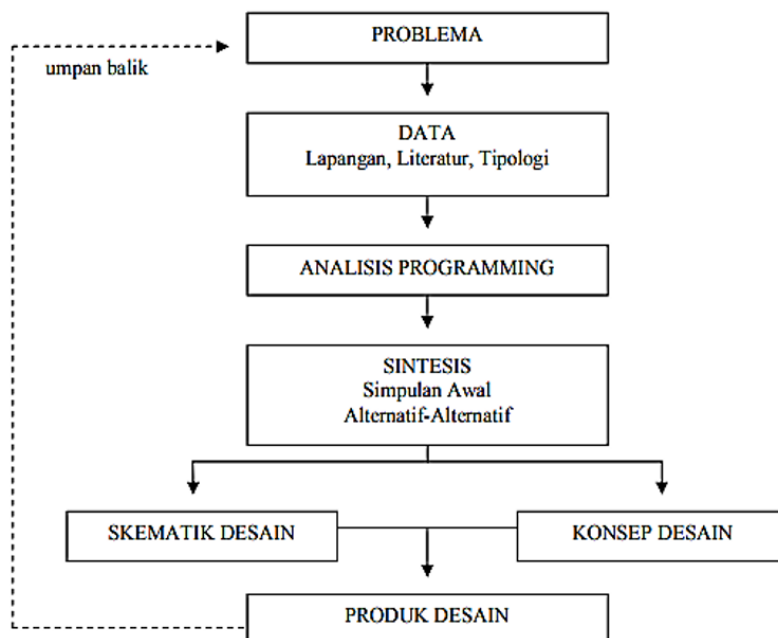 PROBLEMA
umpan balik
DATA
Lapangan, Literatur, Tipologi
ANALISIS PROGRAMMING
SINTESIS
Simpulan Awal
Alternatif-Alternatif
SKEMATIK DESAIN
KONSEP DESAIN
PRODUK DESAIN